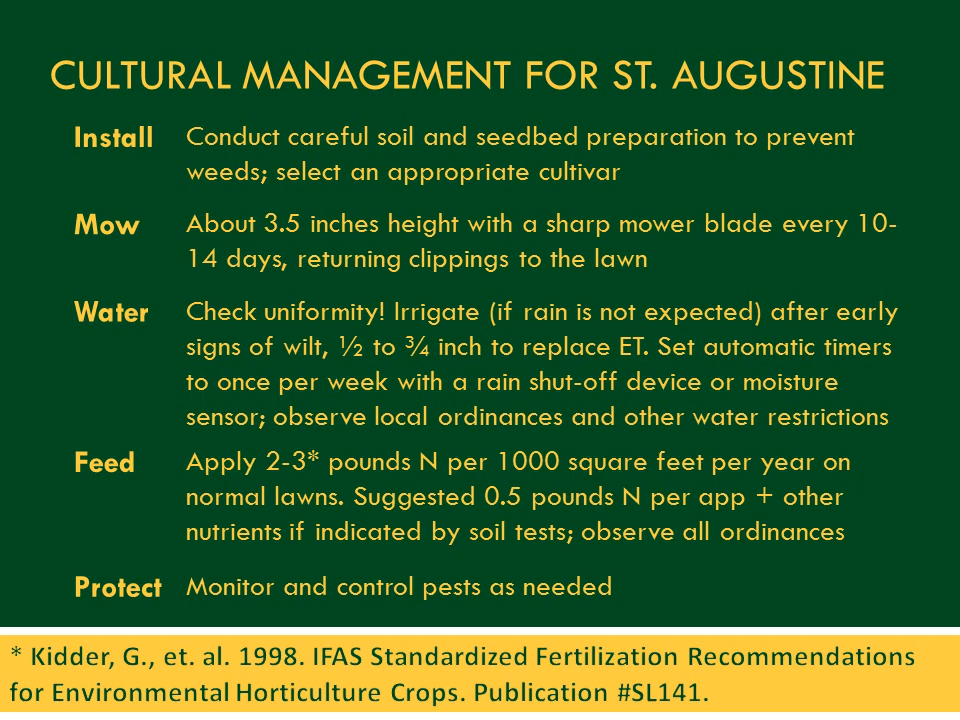 CULTURAL MANAGEMENT FOR ST. AUGUSTINE
Install Conduct careful soil and seedbed preparation to prevent
weeds; select an appropriate cultivar
Mow About 3.5 inches height with a sharp mower blade every 10-
14 days, returning clippings to the lawn
Water Check uniformity! Irrigate (if rain is not expected) after early
signs of wilt, ½ to ¾ inch to replace ET. Set automatic timers
to once per week with a rain shut-off device or moisture
sensor; observe local ordinances and other water restrictions
Feed Apply 2-3* pounds N per 1000 square feet per year on
normal lawns. Suggested 0.5 pounds N per app + other
nutrients if indicated by soil tests; observe all ordinances
Protect Monitor and control pests as needed
* Kidder, G., et. al. 1998. IFAS Standardized Fertilization Recommendations
for Environmental Horticulture Crops. Publication #SL141.